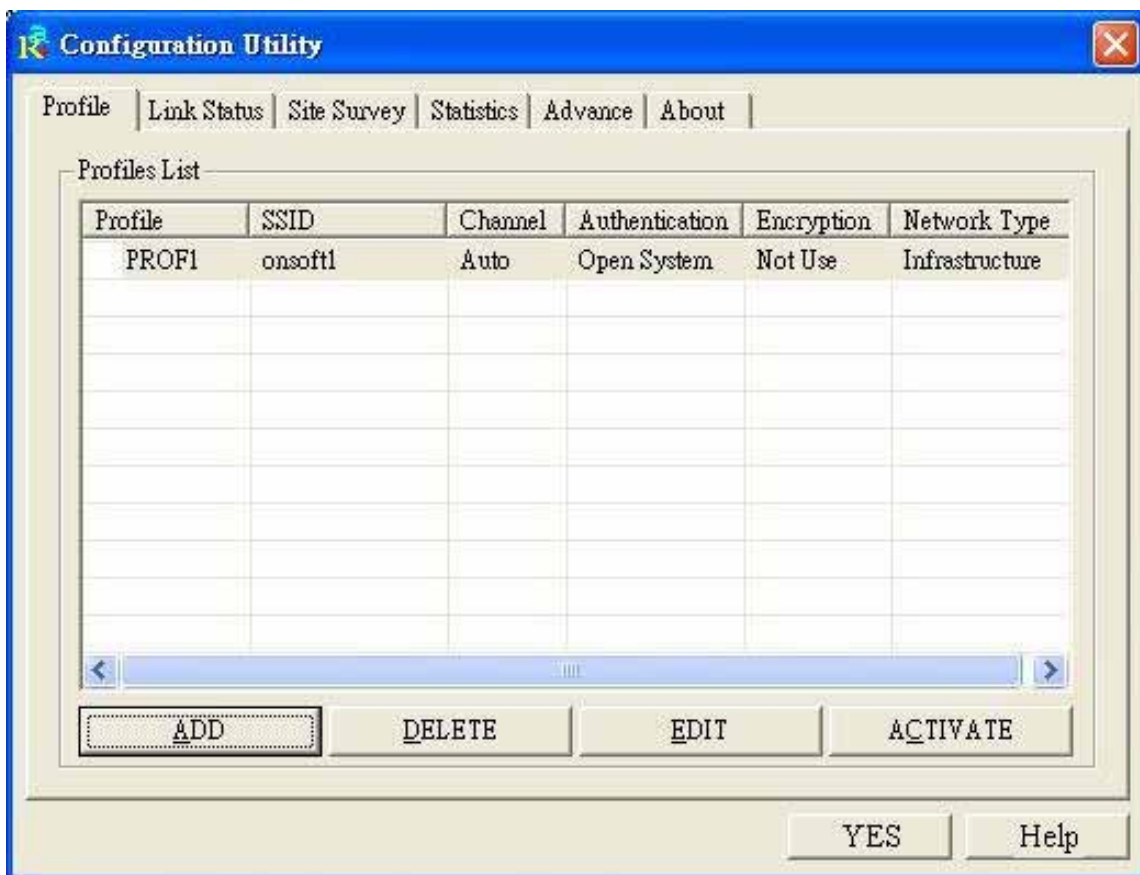 Configuration Utility
Profile Link Status Site Survey Statistics Advance About
Profiles List
Profile SSID Channel Authentication Encryption Network Type
PROF1 onsoft1 Auto Open System Not Use Infrastructure
ADD DELETE EDIT ACTIVATE
YES Help